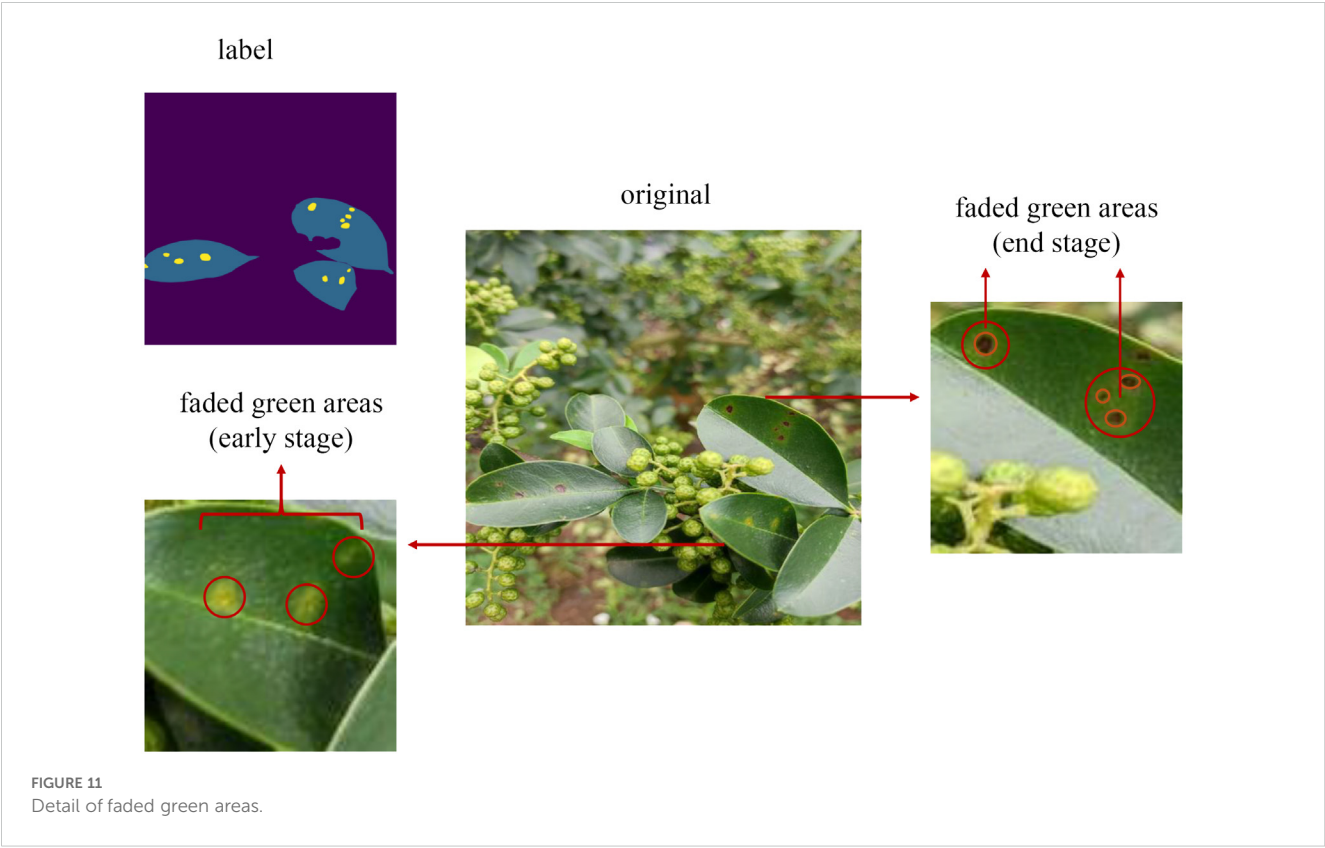 label
original
faded green areas
(end stage)
faded green areas
(early stage)
FIGURE 11
Detail of faded green areas.